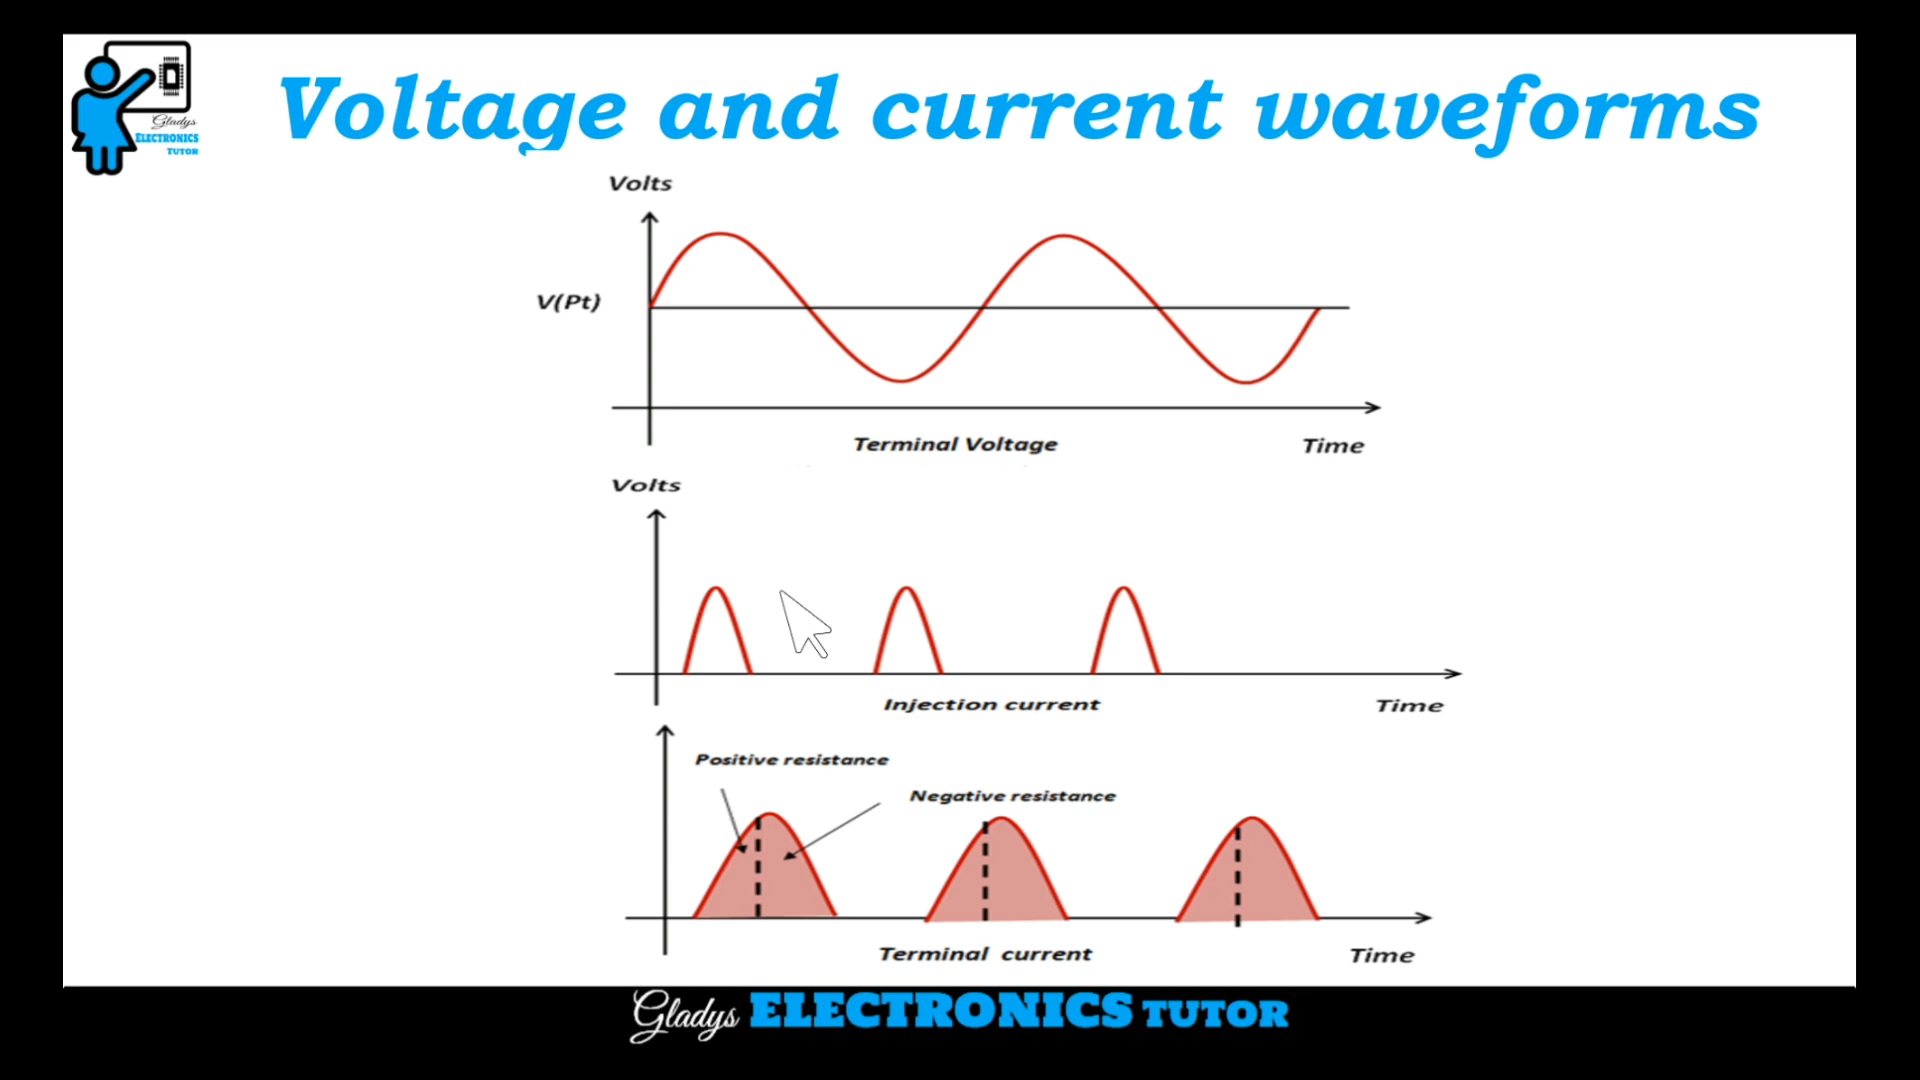 Voltage and current waveforms
Gladys
ELECTRONICS
TUTOR
Volts
V(Pt)
Terminal Voltage
Time
Volts
Injection current
Time
Positive resistance
Negative resistance
Terminal current
Time
Gladys ELECTRONICS TUTOR